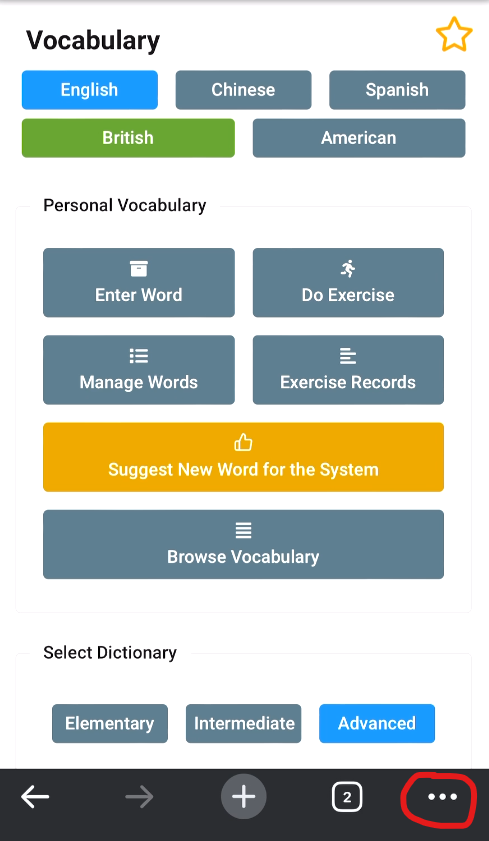 Vocabulary
English Chinese Spanish
British American
Personal Vocabulary
Enter Word Do Exercise
Manage Words Exercise Records
Suggest New Word for the System
Browse Vocabulary
Select Dictionary
Elementary Intermediate Advanced
2